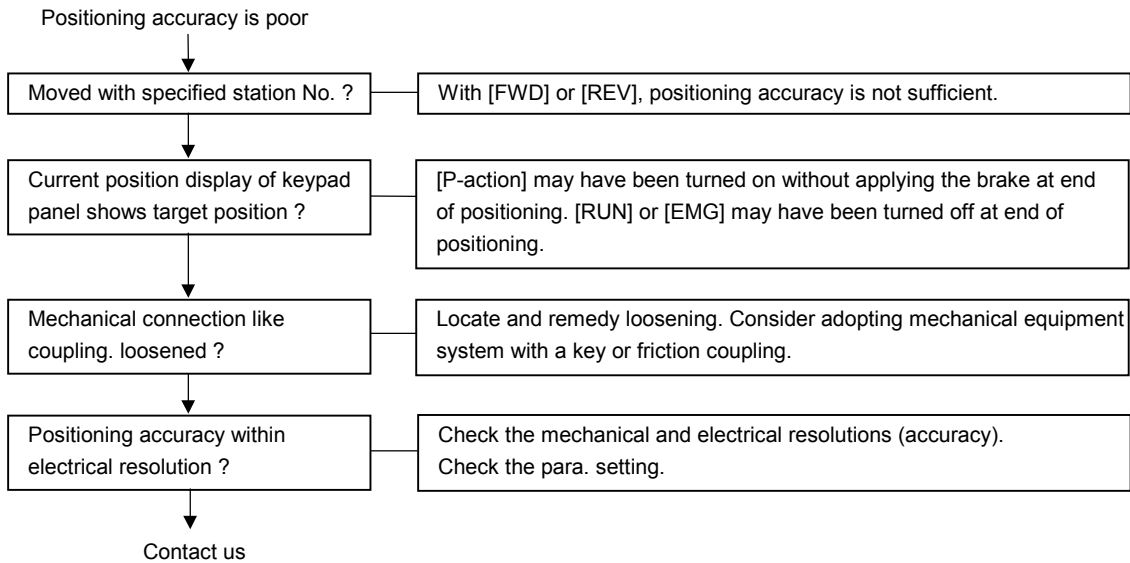 Positioning accuracy is poor
Moved with specified station No. ?
With [FWD] or [REV], positioning accuracy is not sufficient.
Current position display of keypad
panel shows target position ?
[P-action] may have been turned on without applying the brake at end
of positioning. [RUN] or [EMG] may have been turned off at end of
positioning.
Mechanical connection like
coupling. loosened ?
Locate and remedy loosening. Consider adopting mechanical equipment
system with a key or friction coupling.
Positioning accuracy within
electrical resolution ?
Check the mechanical and electrical resolutions (accuracy).
Check the para. setting.
Contact us